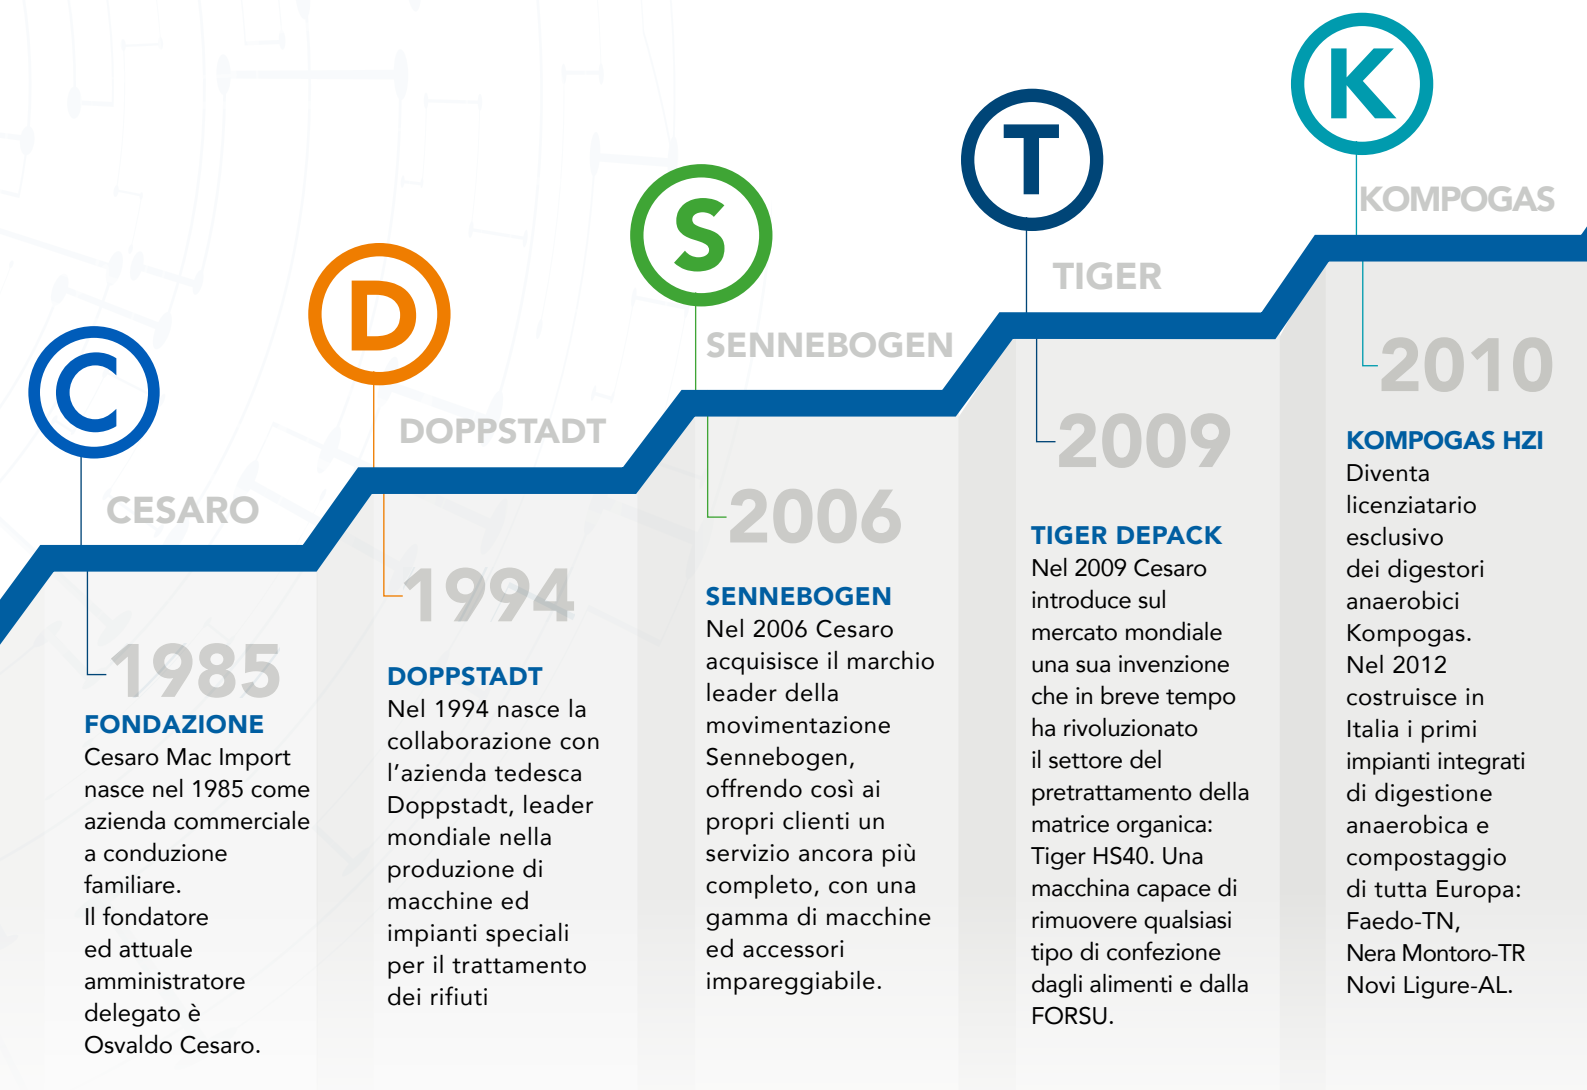 C
CESARO
1985
FONDAZIONE
Cesaro Mac Import
nasce nel 1985 come
azienda commerciale
a conduzione
familiare.
Il fondatore
ed attuale
amministratore
delegato è
Osvaldo Cesaro.
D
DOPPSTADT
1994
DOPPSTADT
Nel 1994 nasce la
collaborazione con
l’azienda tedesca
Doppstadt, leader
mondiale nella
produzione di
macchine ed
impianti speciali
per il trattamento
dei rifiuti
S
SENNEBOGEN
2006
SENNEBOGEN
Nel 2006 Cesaro
acquisisce il marchio
leader della
movimentazione
Sennebogen,
offrendo così ai
propri clienti un
servizio ancora più
completo, con una
gamma di macchine
ed accessori
impareggiabile.
T
TIGER
2009
TIGER DEPACK
Nel 2009 Cesaro
introduce sul
mercato mondiale
una sua invenzione
che in breve tempo
ha rivoluzionato
il settore del
pretrattamento della
matrice organica:
Tiger HS40. Una
macchina capace di
rimuovere qualsiasi
tipo di confezione
dagli alimenti e dalla
FORSU.
K
KOMPOGAS
2010
KOMPOGAS HZI
Diventa
licenziatario
esclusivo
dei digestori
anaerobici
Kompogas.
Nel 2012
costruisce in
Italia i primi
impianti integrati
di digestione
anaerobica e
compostaggio
di tutta Europa:
Faedo-TN,
Nera Montoro-TR
Novi Ligure-AL.